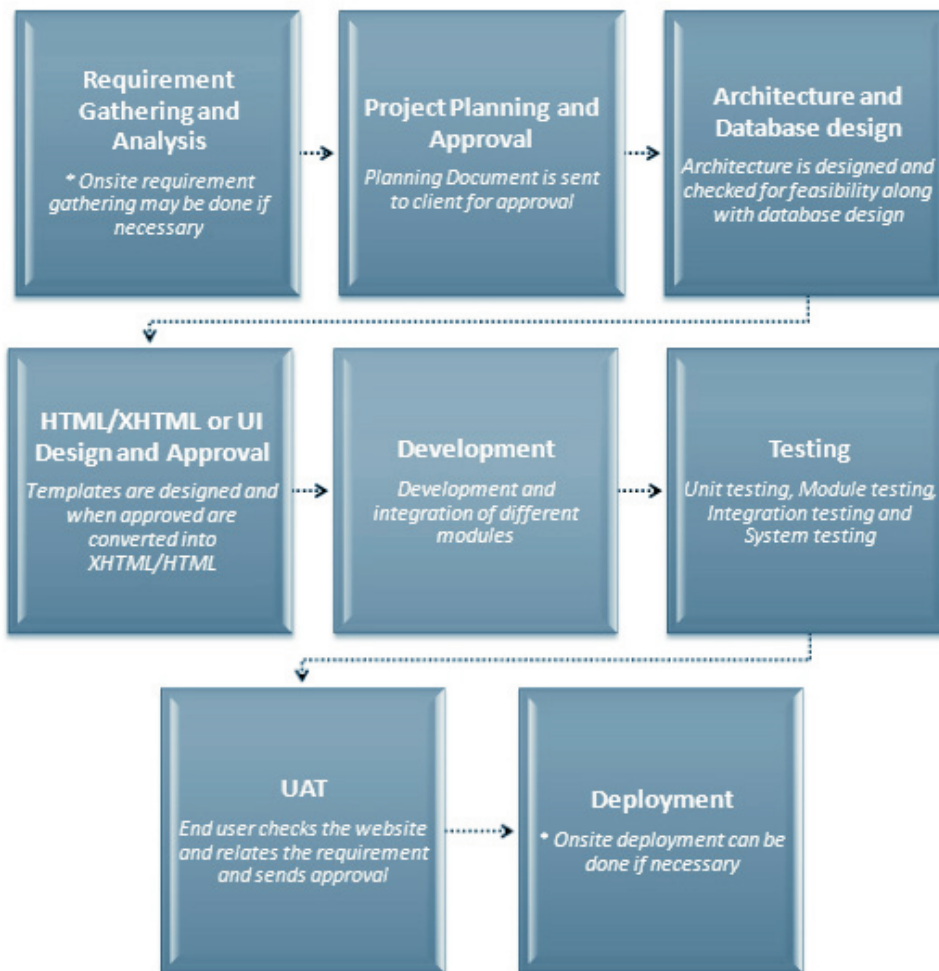 Requirement
Gathering and
Analysis
* Onsite requirement
gathering may be done if
necessary
Project Planning and
Approval
Planning Document is sent
to client for approval
Architecture and
Database design
Architecture is designed and
checked for feasibility along
with database design
HTML/XHTML or UI
Design and Approval
Templates are designed and
when approved are
converted into
XHTML/HTML
Development
Development and
integration of different
modules
Testing
Unit testing, Module testing,
Integration testing and
System testing
UAT
End user checks the website
and relates the requirement
and sends approval
Deployment
* Onsite deployment can be
done if necessary